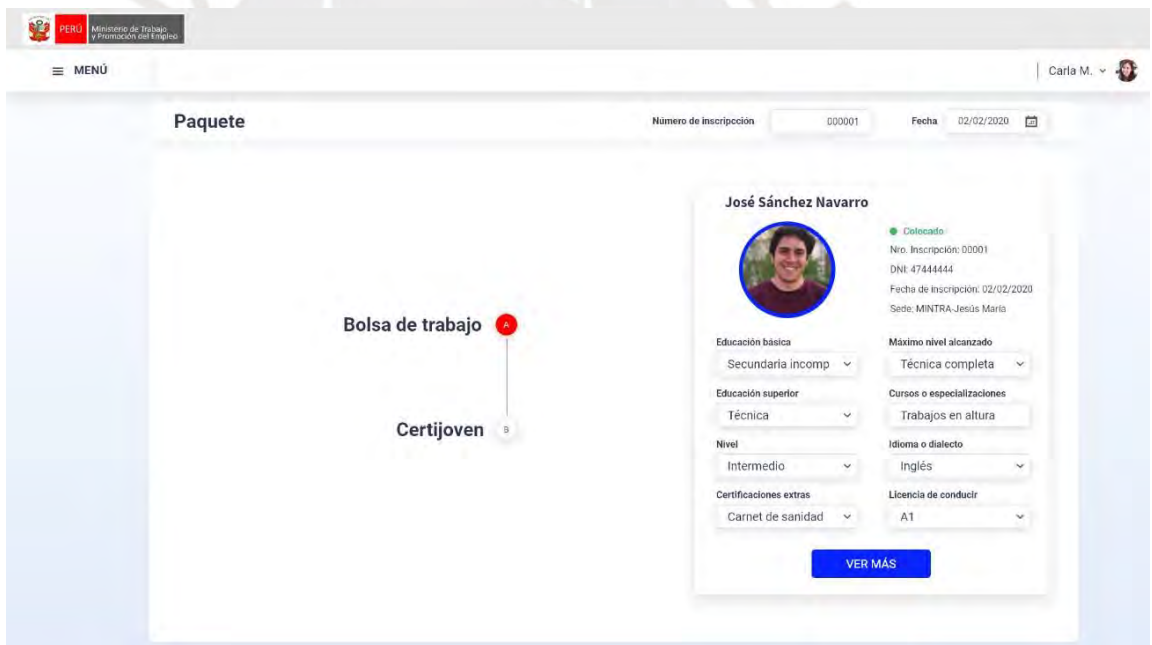 PERÚ Ministerio de Trabajo
y Promoción del Empleo
MENÚ
Carla M.
Paquete
Número de inscripcción 000001 Fecha 02/02/2020
José Sánchez Navarro
Colocado
Nro. Inscripción: 00001
DNI: 47444444
Fecha de inscripción: 02/02/2020
Sede: MINTRA-Jesús María
Bolsa de trabajo A
Certijoven B
Educación básica Máximo nivel alcanzado
Secundaria incomp Técnica completa
Educación superior Cursos o especializaciones
Técnica Trabajos en altura
Nivel Idioma o dialecto
Intermedio Inglés
Certificaciones extras Licencia de conducir
Carnet de sanidad A1
VER MÁS